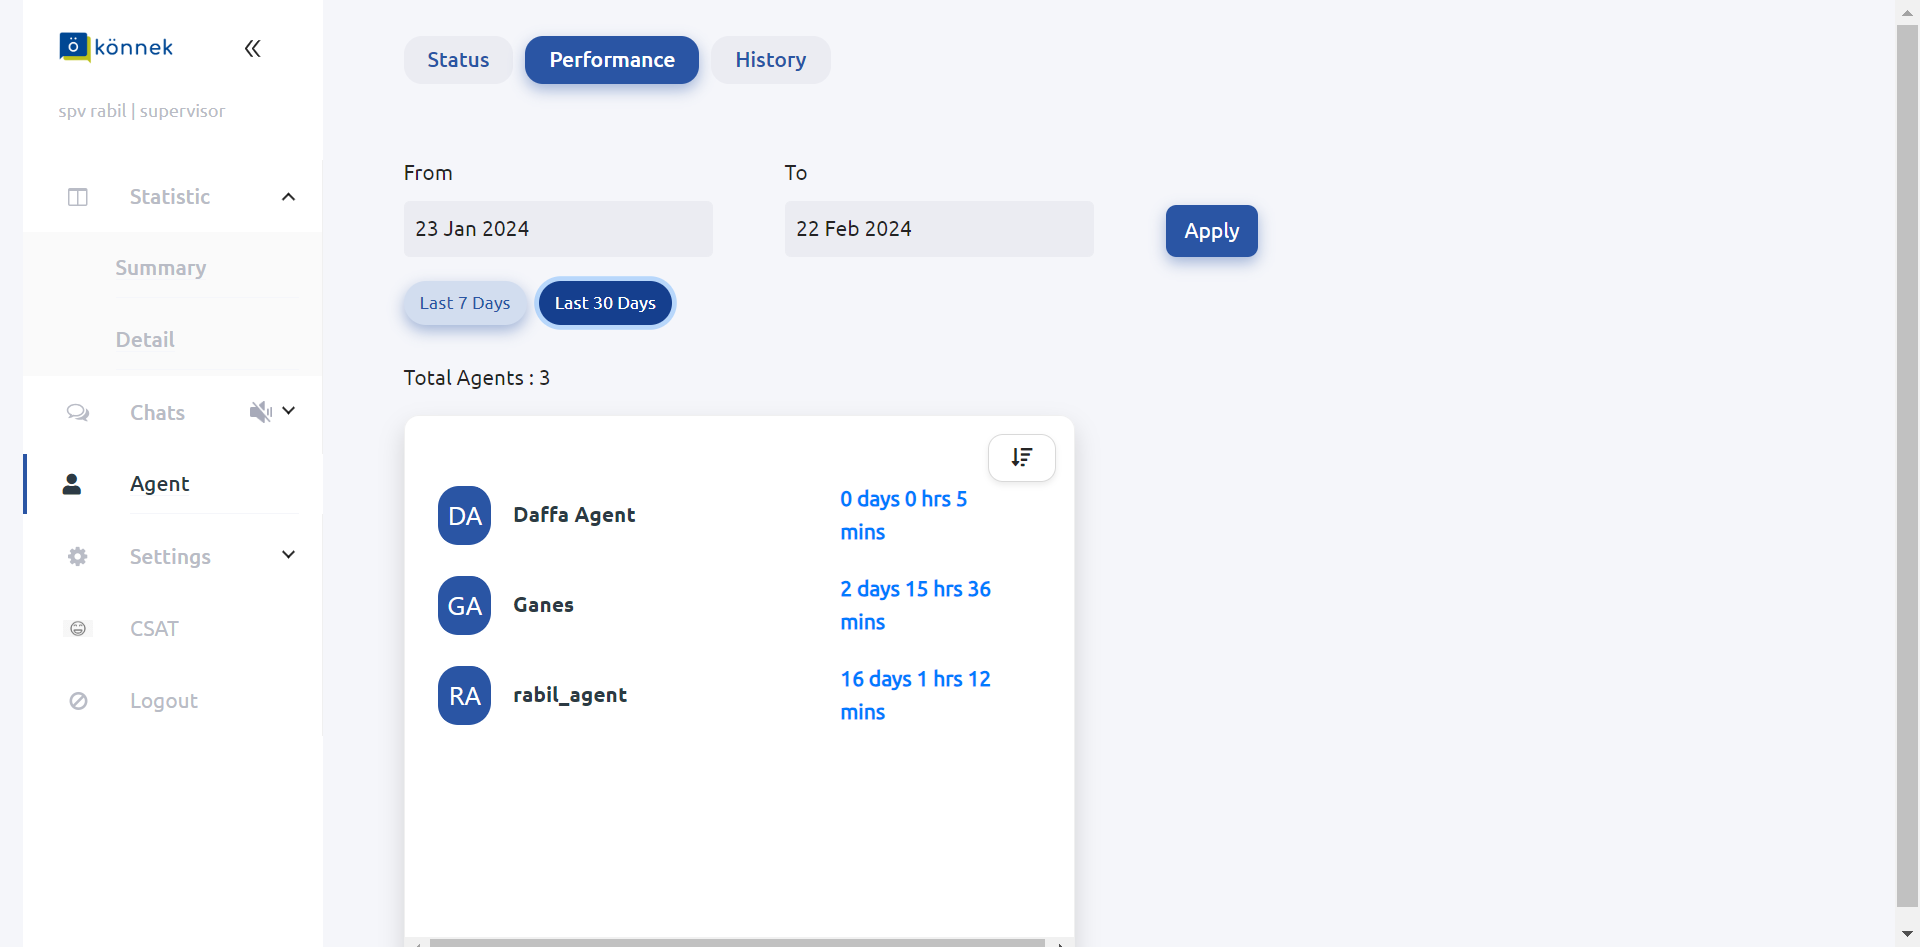 ö könnek
spv rabil | supervisor
Statistic
Summary
Detail
Chats
Agent
Settings
CSAT
Logout
Status Performance History
From To
23 Jan 2024 22 Feb 2024 Apply
Last 7 Days Last 30 Days
Total Agents : 3
DA Daffa Agent 0 days 0 hrs 5
mins
GA Ganes 2 days 15 hrs 36
mins
RA rabil_agent 16 days 1 hrs 12
mins